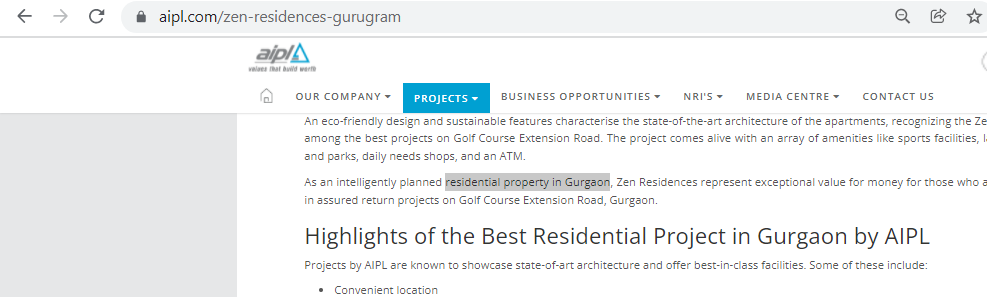 aipl.com/zen-residences-gurugram
aipl
values that build worth
OUR COMPANY PROJECTS BUSINESS OPPORTUNITIES NRI'S MEDIA CENTRE CONTACT US
An eco-friendly design and sustainable features characterise the state-of-the-art architecture of the apartments, recognizing the Ze
among the best projects on Golf Course Extension Road. The project comes alive with an array of amenities like sports facilities,
and parks, daily needs shops, and an ATM.
As an intelligently planned residential property in Gurgaon, Zen Residences represent exceptional value for money for those who a
in assured return projects on Golf Course Extension Road, Gurgaon.
Highlights of the Best Residential Project in Gurgaon by AIPL
Projects by AIPL are known to showcase state-of-art architecture and offer best-in-class facilities. Some of these include:
• Convenient location